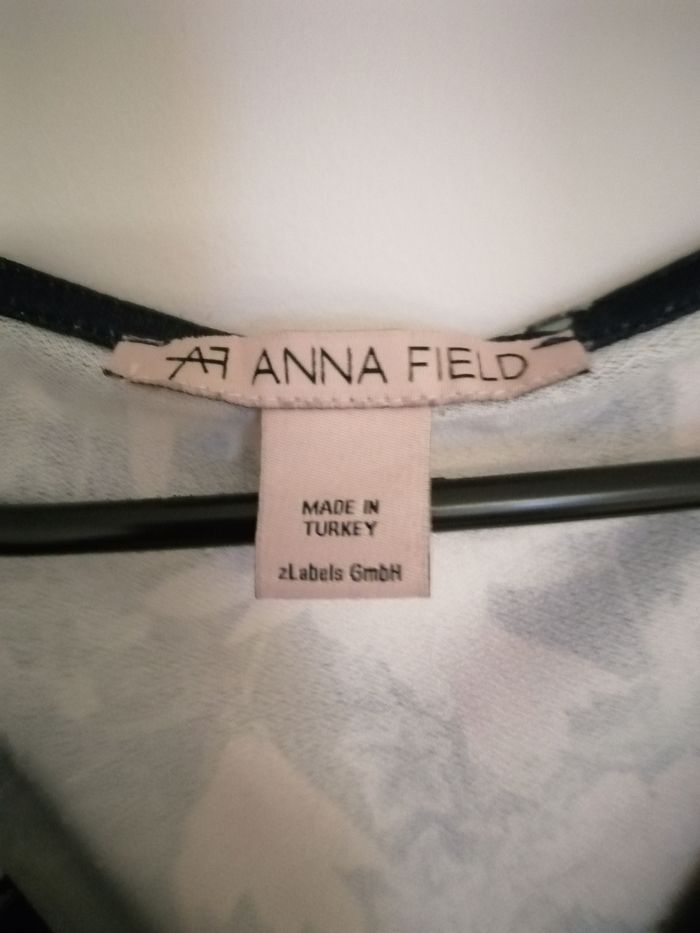 AF ANNA FIELD
MADE IN
TURKEY
zLabels GmbH